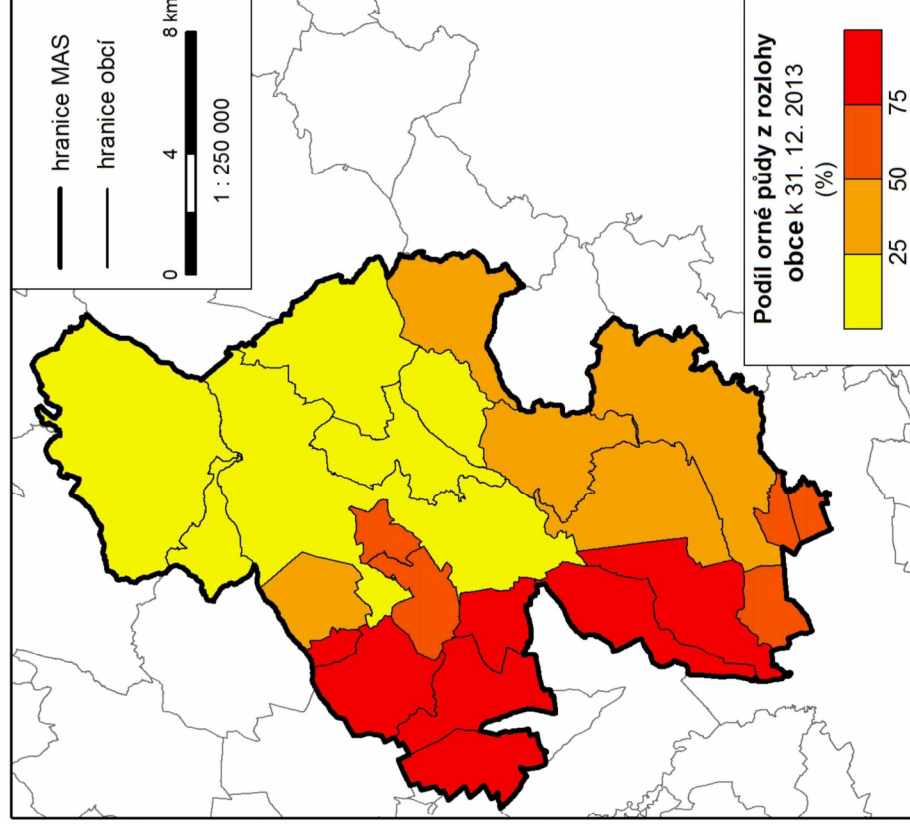 hranice MAS
hranice obcí
0 4 8 km
1 : 250 000
Podíl orné půdy z rozlohy
obce k 31. 12. 2013
(%)
25 50 75